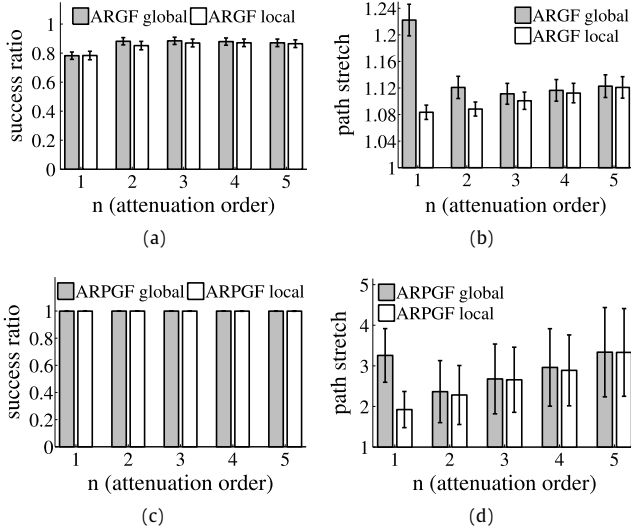 ARGF global ARGF local
success ratio
1
0.8
0.6
0.4
0.2
0
1 2 3 4 5
n (attenuation order)
(a)
ARGF global
ARGF local
path stretch
1.24
1.2
1.16
1.12
1.08
1.04
1
1 2 3 4 5
n (attenuation order)
(b)
ARPGF global ARPGF local
success ratio
1
0.8
0.6
0.4
0.2
0
1 2 3 4 5
n (attenuation order)
(c)
ARPGF global
ARPGF local
path stretch
5
4
3
2
1
1 2 3 4 5
n (attenuation order)
(d)